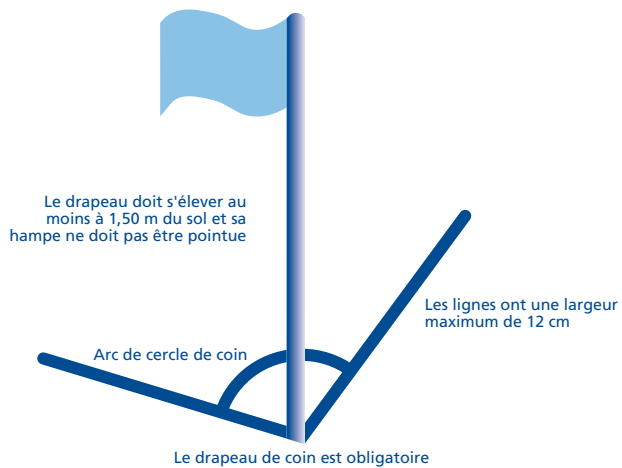 Le drapeau doit s'élever au
moins à 1,50 m du sol et sa
hampe ne doit pas être pointue
Les lignes ont une largeur
maximum de 12 cm
Arc de cercle de coin
Le drapeau de coin est obligatoire